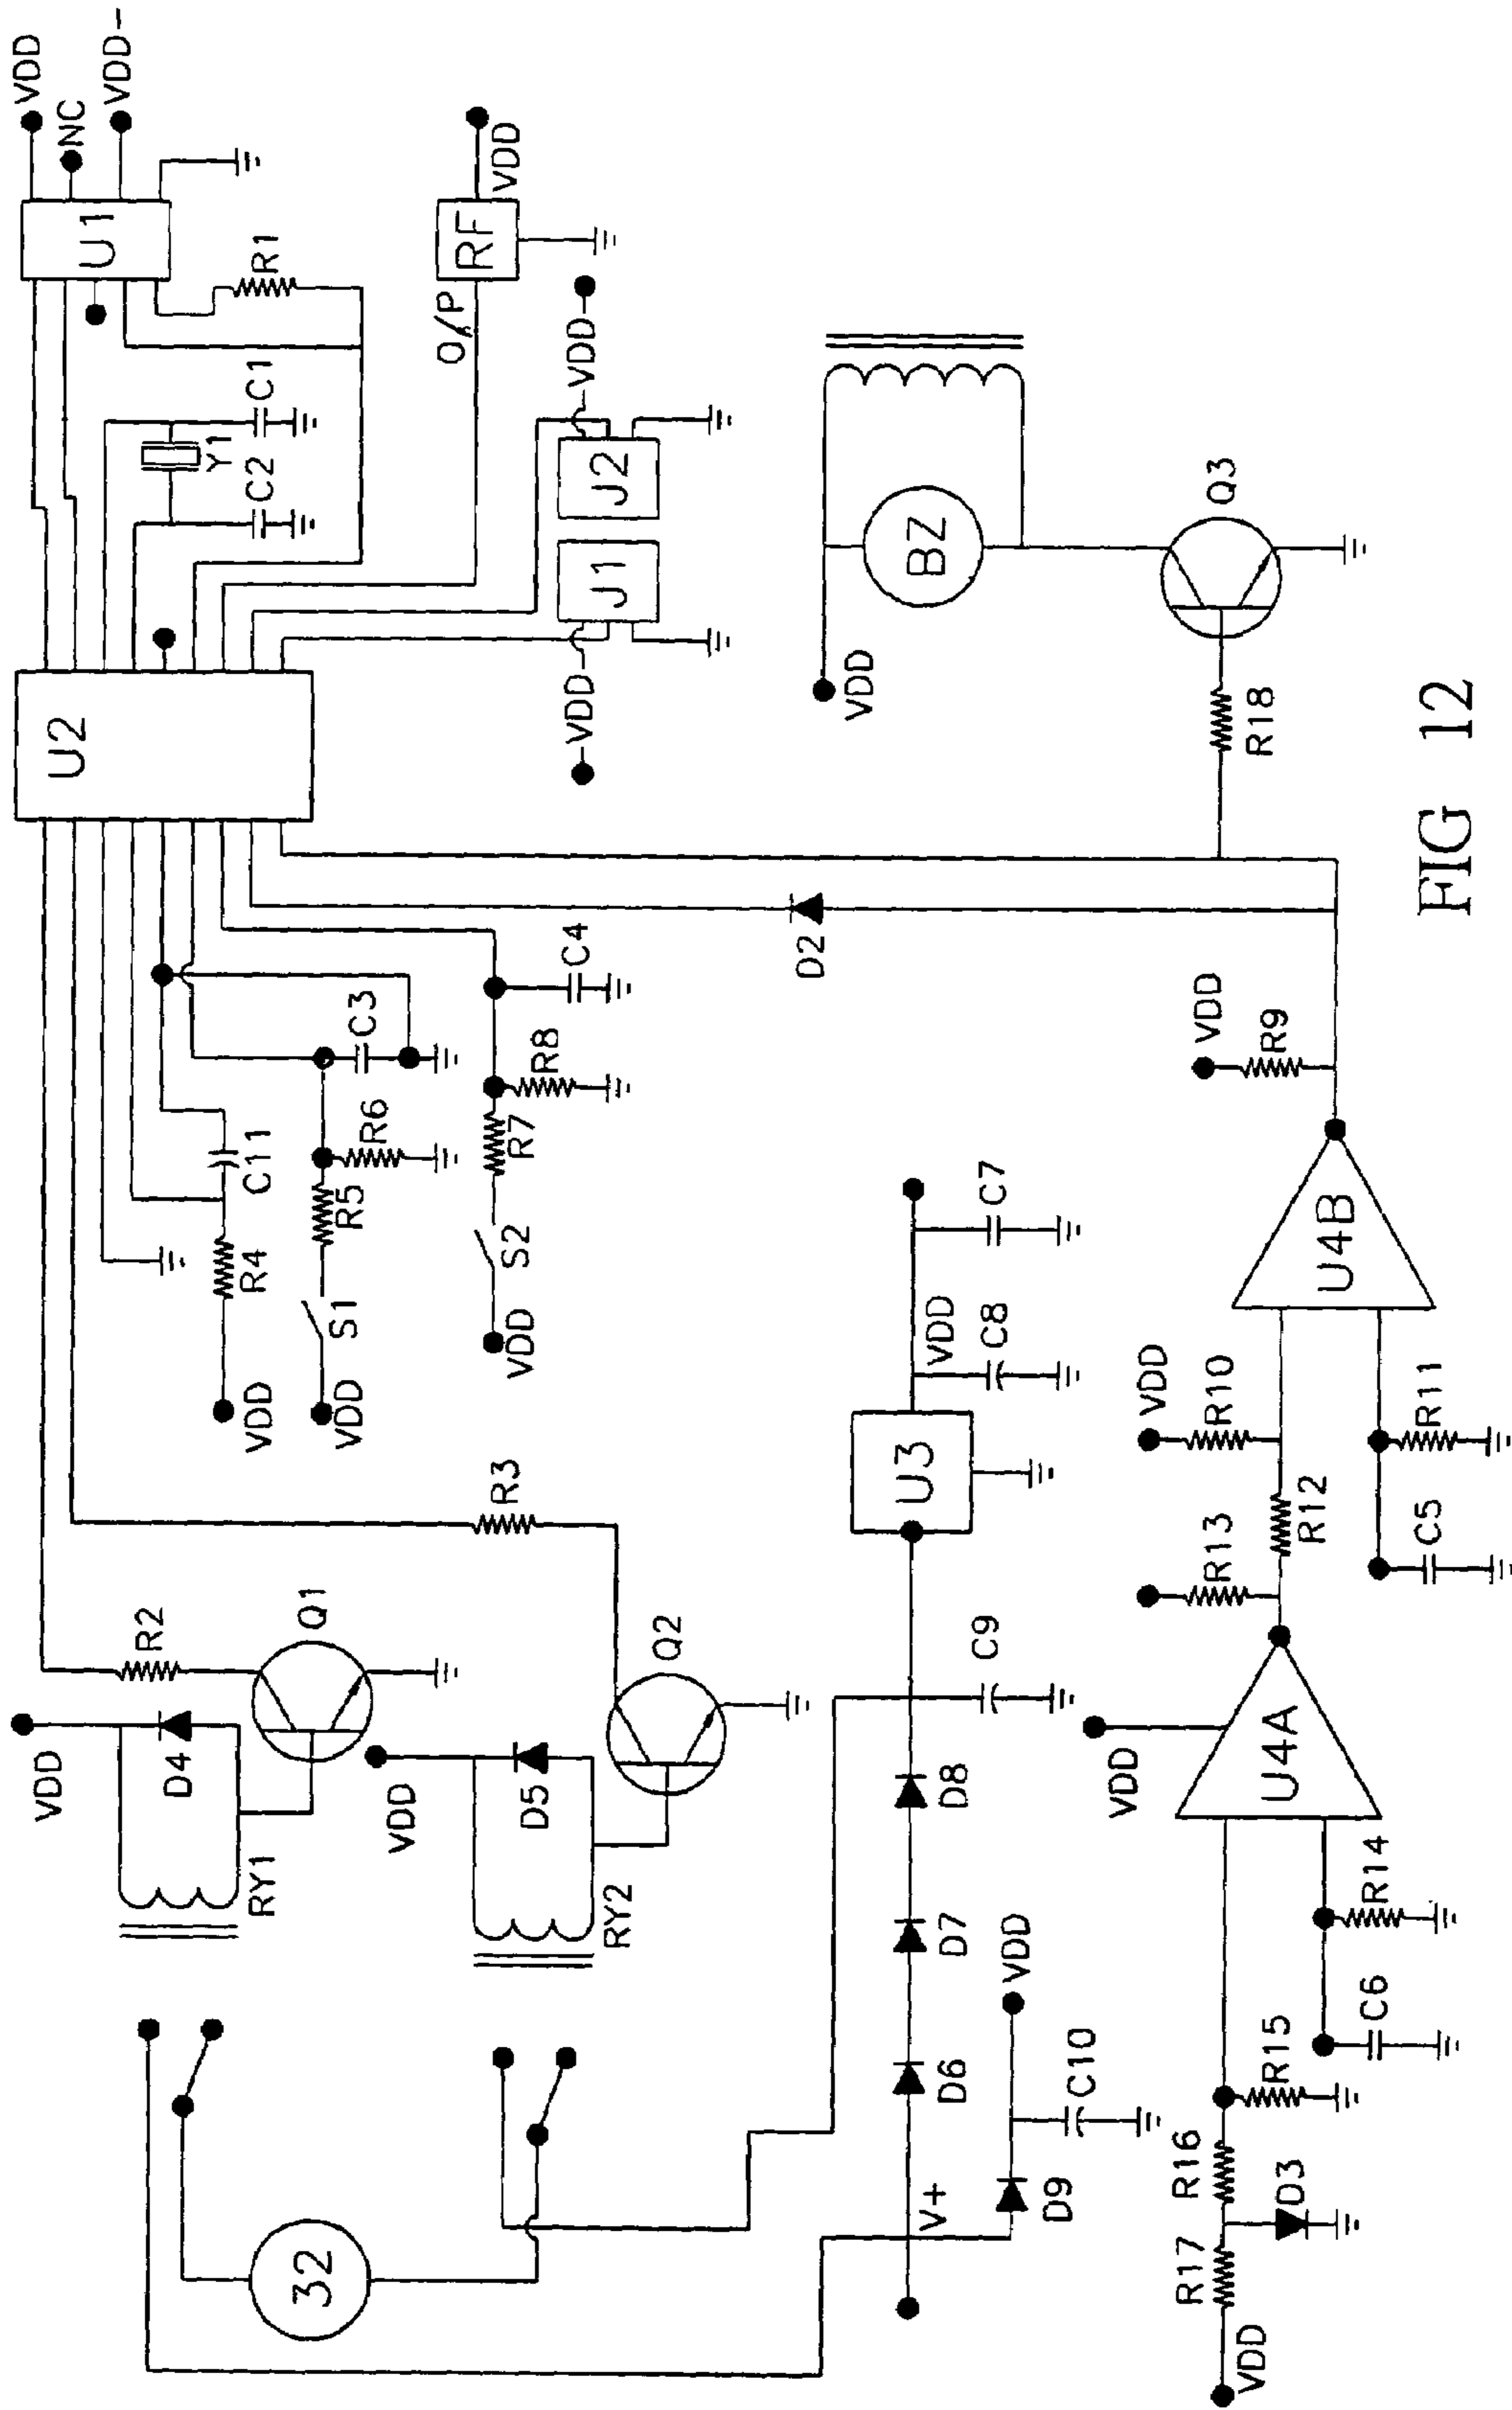 VDD
NC
VDD-
U1
R1
U2
Y1
C1
C2
O/P
RF
VDD
-VDD-
J1
J2
-VDD-
VDD
BZ
Q3
R18
D2
R2
Q1
D4
VDD
RY1
R3
Q2
D5
VDD
RY2
32
C11
R4
VDD
C3
R6
R5
S1
VDD
C4
R8
R7
S2
VDD
V+
D6
D7
D8
C9
U3
VDD
C8
C7
D9
C10
VDD
VDD
R17
D3
R16
R15
C6
R14
U4A
VDD
R13
R12
VDD
R10
C5
R11
U4B
VDD
R9
FIG 12